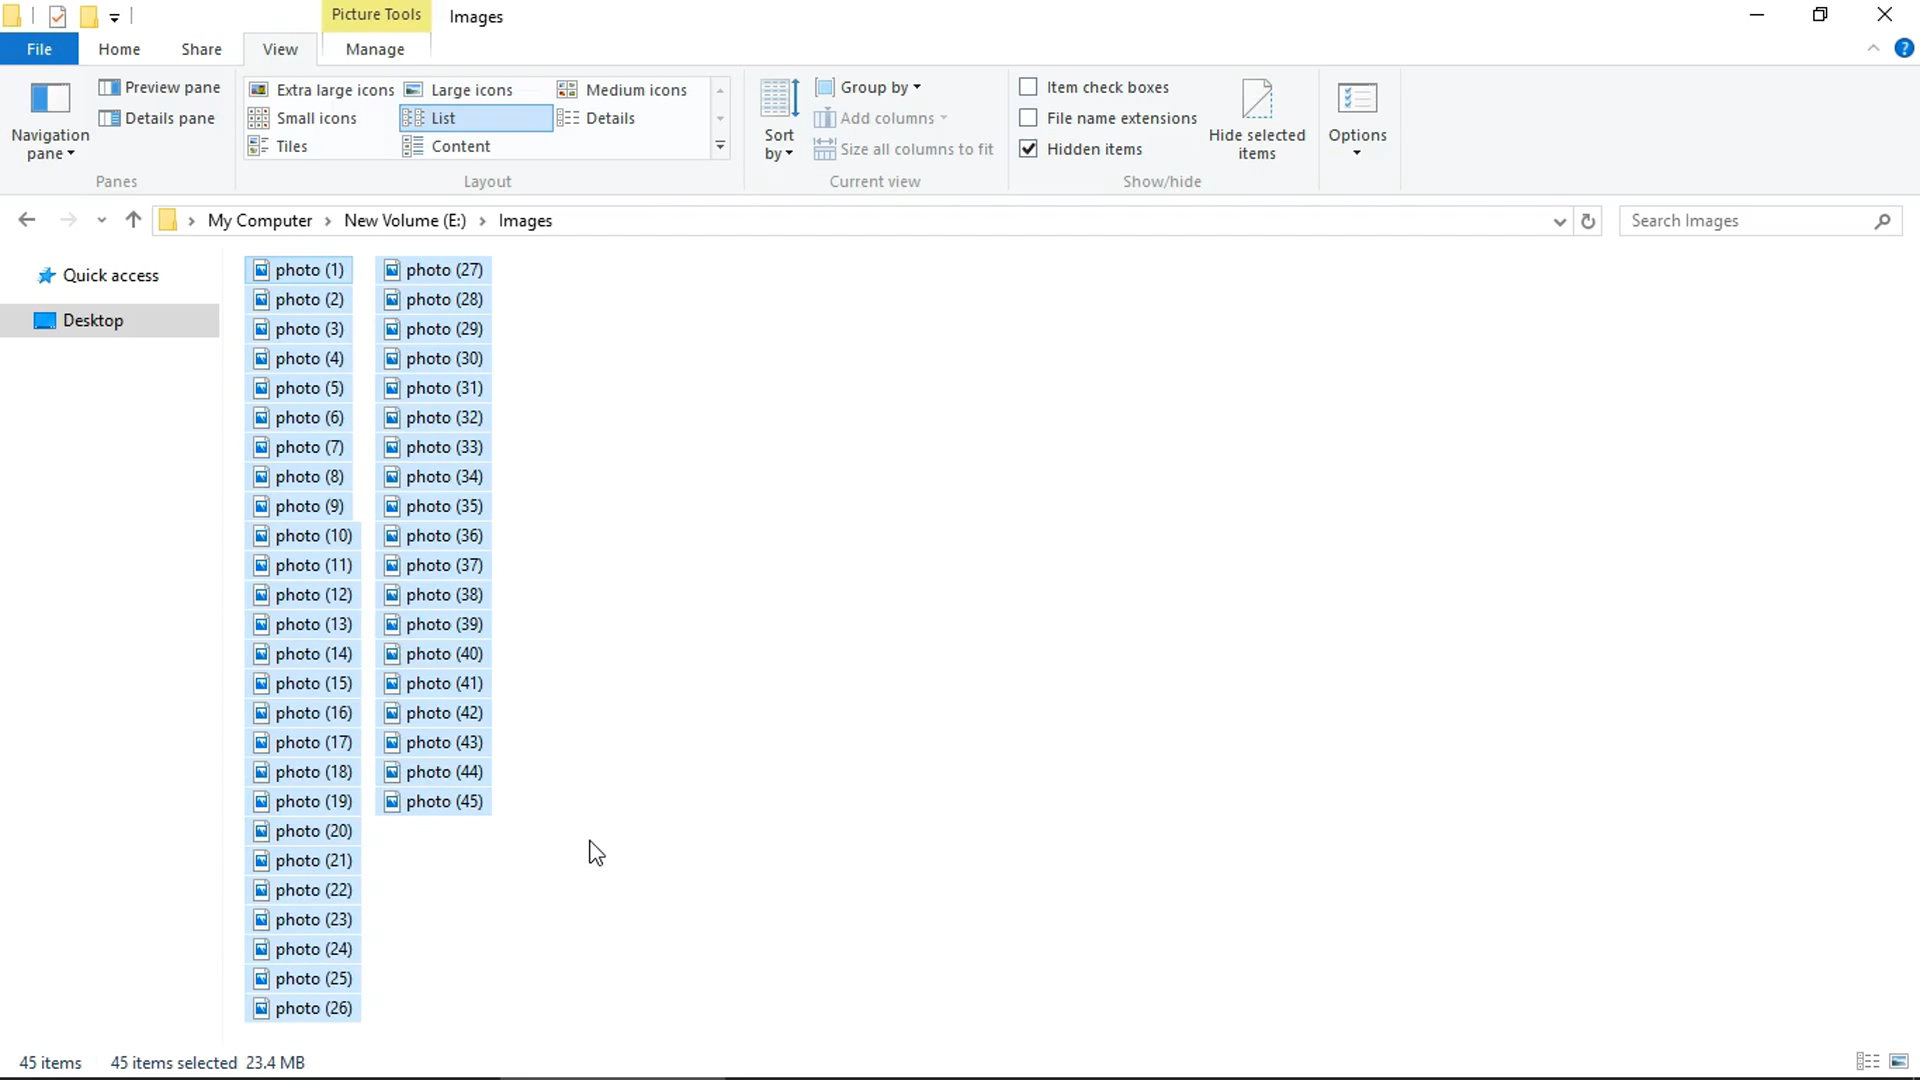 Picture Tools
Images
File
Home
Share
View
Manage
Navigation pane
Preview pane
Details pane
Panes
Extra large icons
Large icons
Medium icons
Small icons
List
Details
Tiles
Content
Layout
Sort by
Group by
Add columns
Size all columns to fit
Current view
Item check boxes
File name extensions
Hidden items
Hide selected items
Show/hide
Options
My Computer
New Volume (E:)
Images
Search Images
Quick access
Desktop
photo (1)
photo (2)
photo (3)
photo (4)
photo (5)
photo (6)
photo (7)
photo (8)
photo (9)
photo (10)
photo (11)
photo (12)
photo (13)
photo (14)
photo (15)
photo (16)
photo (17)
photo (18)
photo (19)
photo (20)
photo (21)
photo (22)
photo (23)
photo (24)
photo (25)
photo (26)
photo (27)
photo (28)
photo (29)
photo (30)
photo (31)
photo (32)
photo (33)
photo (34)
photo (35)
photo (36)
photo (37)
photo (38)
photo (39)
photo (40)
photo (41)
photo (42)
photo (43)
photo (44)
photo (45)
45 items
45 items selected 23.4 MB